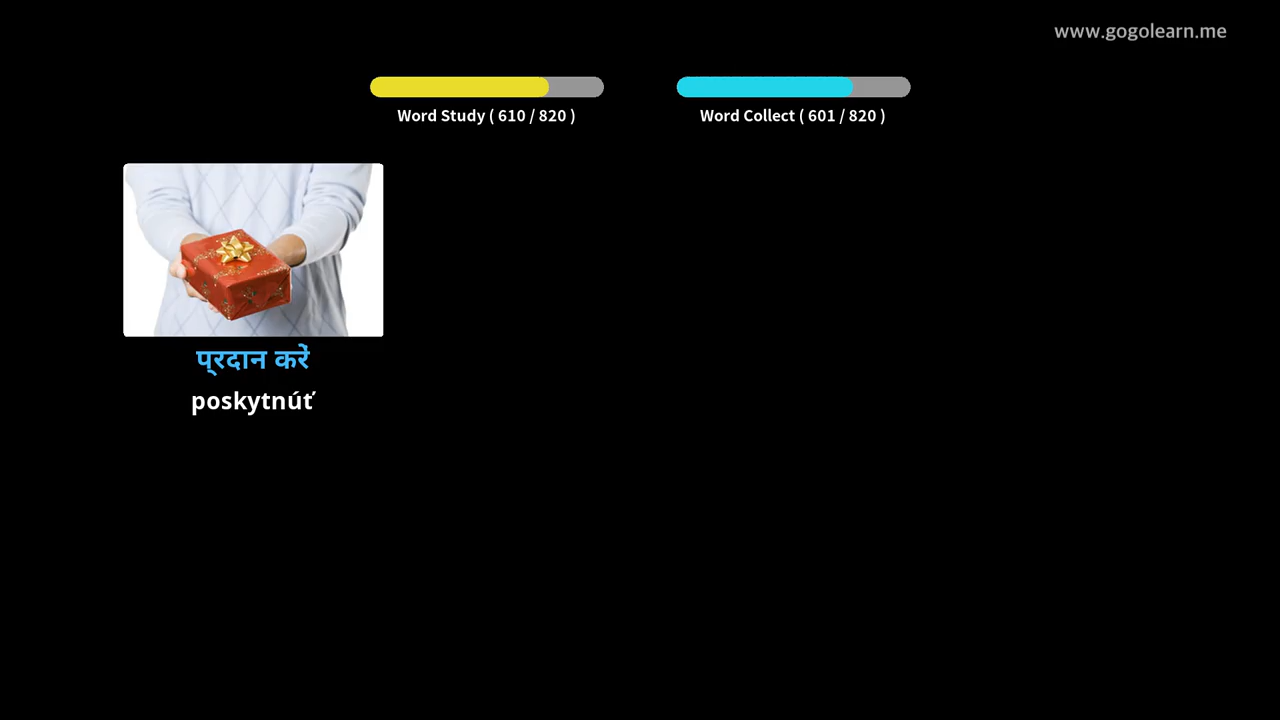 www.gogolearn.me
Word Study ( 610 / 820 )
Word Collect ( 601 / 820 )
प्रदान करें
poskytnúť